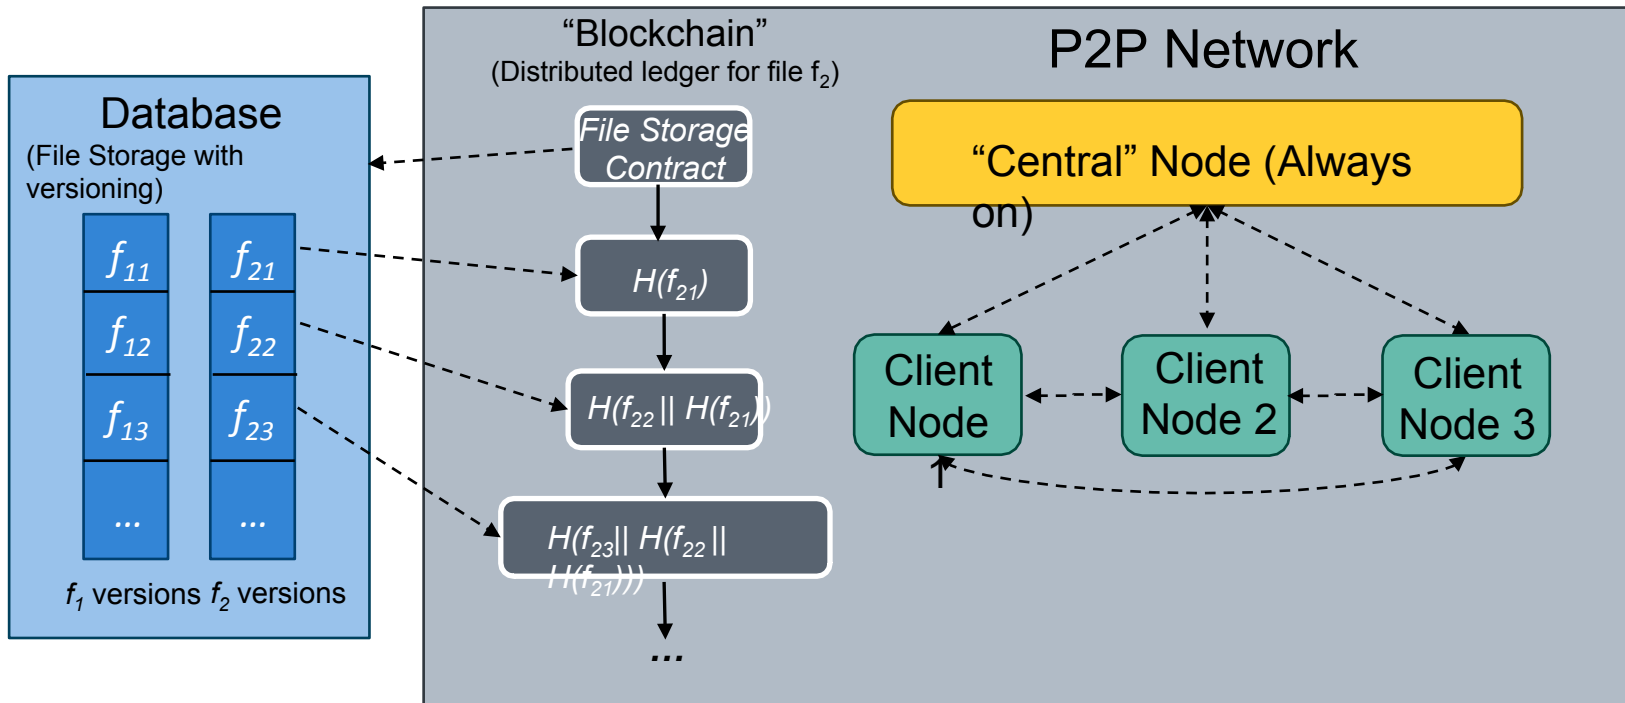 Database
(File Storage with
versioning)
f11
f21
f12
f22
f13
f23
...
...
f1 versions
f2 versions
“Blockchain”
(Distributed ledger for file f2)
File Storage
Contract
H(f21)
H(f22 || H(f21))
H(f23|| H(f22 ||
H(f21)))
...
P2P Network
“Central” Node (Always
on)
Client
Node
1
Client
Node 2
Client
Node 3